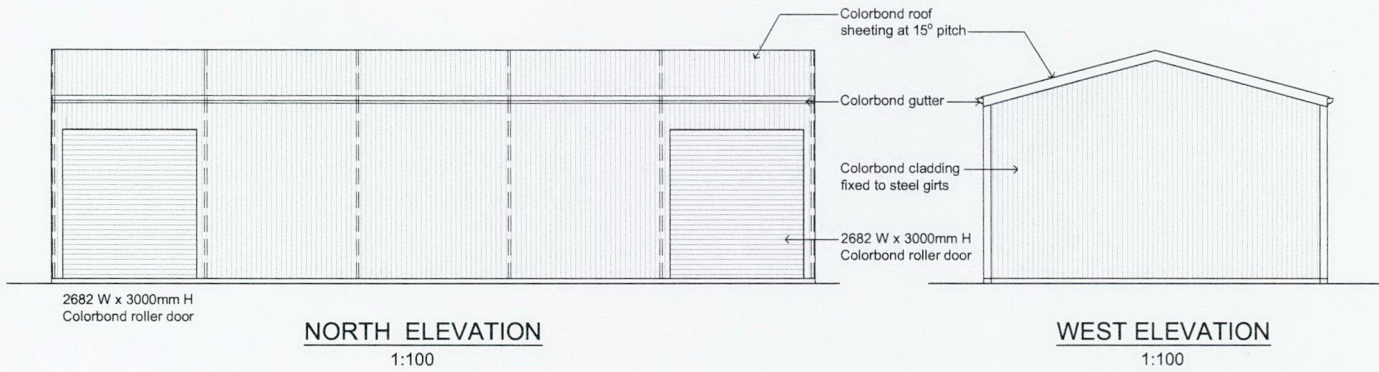 Colorbond roof
sheeting at 15° pitch
Colorbond gutter
Colorbond cladding
fixed to steel girts
2682 W x 3000mm H
Colorbond roller door
2682 W x 3000mm H
Colorbond roller door
NORTH ELEVATION
1:100
WEST ELEVATION
1:100